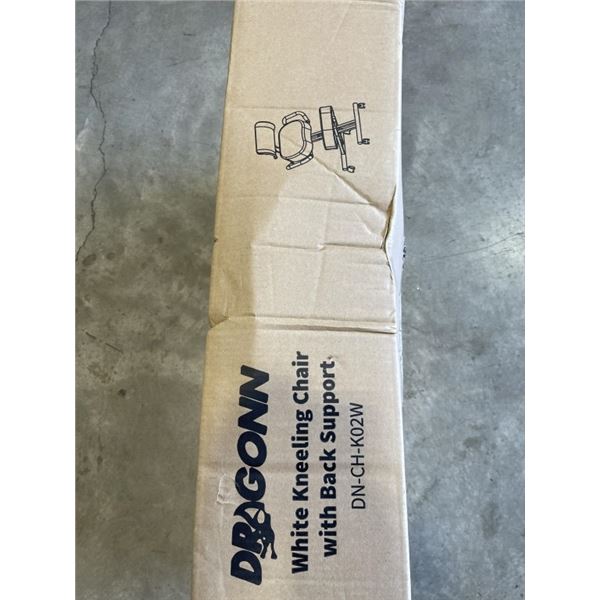 DRAGONN
White Kneeling Chair
with Back Support
DN-CH-K02W